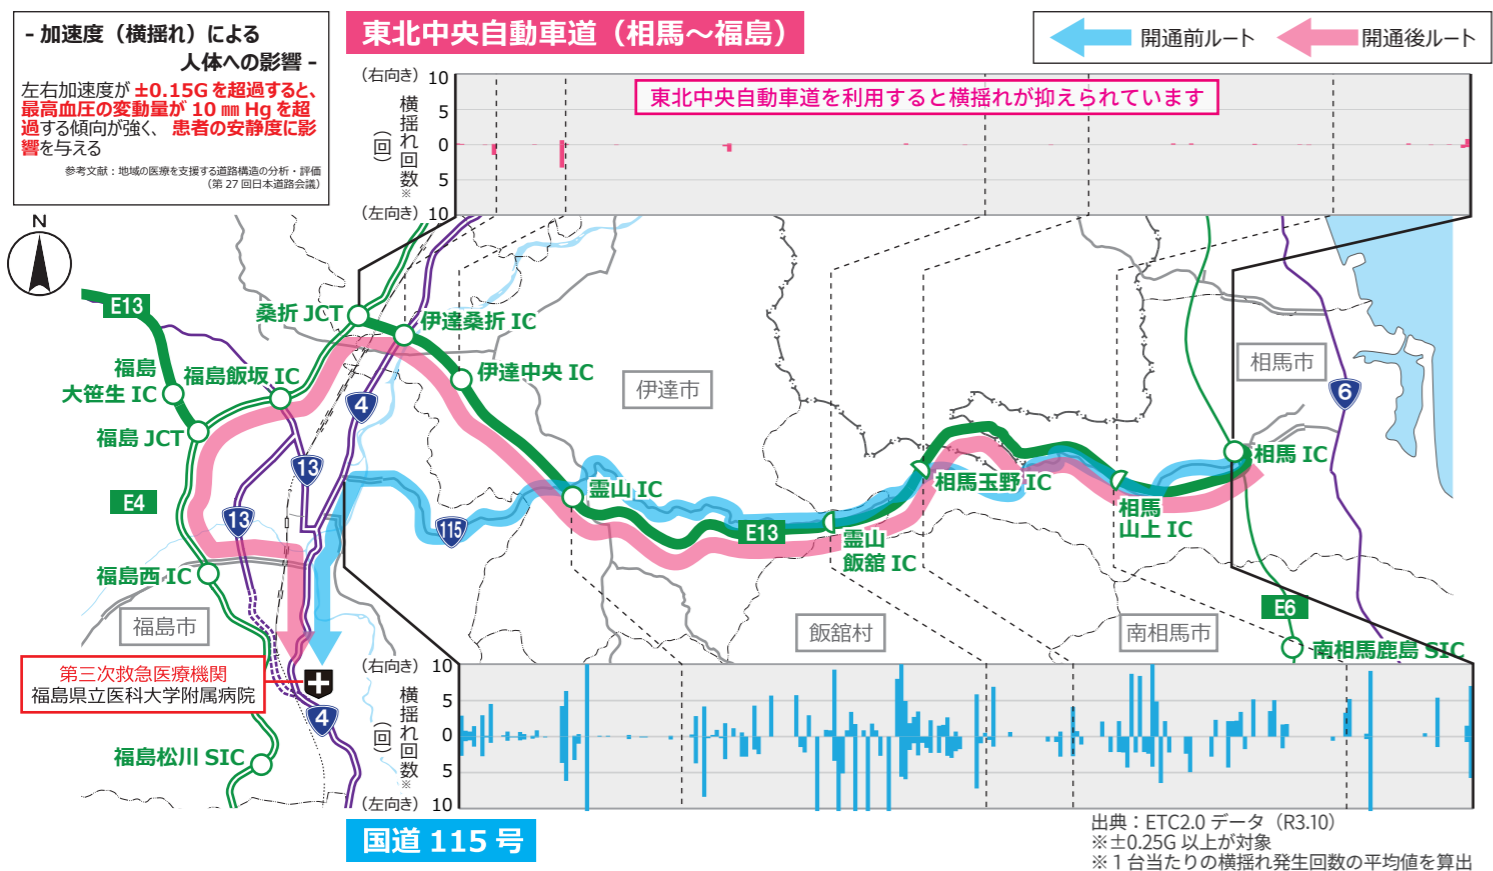 - 加速度（横揺れ）による
人体への影響 -
左右加速度が ±0.15G を超過すると、
最高血圧の変動量が 10 ㎜ Hg を超
過する傾向が強く、 患者の安静度に影
響を与える
参考文献：地域の医療を支援する道路構造の分析・評価
（第 27 回日本道路会議）
東北中央自動車道（相馬～福島）
開通前ルート
開通後ルート
（右向き）
10
5
0
5
10
（左向き）
横揺れ回数※
（回）
東北中央自動車道を利用すると横揺れが抑えられています
N
E13
桑折 JCT
伊達桑折 IC
福島
大笹生 IC
福島飯坂 IC
伊達中央 IC
伊達市
相馬市
4
6
福島 JCT
13
相馬 IC
E4
13
霊山 IC
相馬玉野 IC
115
E13
相馬
山上 IC
霊山
飯舘 IC
福島西 IC
福島市
飯舘村
南相馬市
E6
南相馬鹿島 SIC
第三次救急医療機関
福島県立医科大学附属病院
4
福島松川 SIC
（右向き）
10
5
0
5
10
（左向き）
横揺れ回数※
（回）
国道 115 号
出典：ETC2.0 データ（R3.10）
※±0.25G 以上が対象
※１台当たりの横揺れ発生回数の平均値を算出